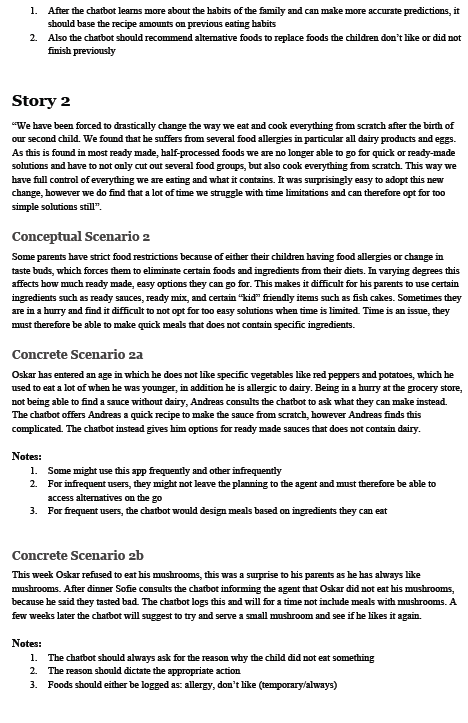 1. After the chatbot learns more about the habits of the family and can make more accurate predictions, it
should base the recipe amounts on previous eating habits
2. Also the chatbot should recommend alternative foods to replace foods the children don't like or did not
finish previously
Story 2
“We have been forced to drastically change the way we eat and cook everything from scratch after the birth of
our second child. We found that he suffers from several food allergies in particular all dairy products and eggs.
As this is found in most ready made, half-processed foods we are no longer able to go for quick or ready-made
solutions and have to not only cut out several food groups, but also cook everything from scratch. This way we
have full control of everything we are eating and what it contains. It was surprisingly easy to adopt this new
change, however we do find that a lot of time we struggle with time limitations and can therefore opt for too
simple solutions still”.
Conceptual Scenario 2
Some parents have strict food restrictions because of either their children having food allergies or change in
taste buds, which forces them to eliminate certain foods and ingredients from their diets. In varying degrees this
affects how much ready made, easy options they can go for. This makes it difficult for his parents to use certain
ingredients such as ready sauces, ready mix, and certain “kid” friendly items such as fish cakes. Sometimes they
are in a hurry and find it difficult to not opt for too easy solutions when time is limited. Time is an issue, they
must therefore be able to make quick meals that does not contain specific ingredients.
Concrete Scenario 2a
Oskar has entered an age in which he does not like specific vegetables like red peppers and potatoes, which he
used to eat a lot of when he was younger, in addition he is allergic to dairy. Being in a hurry at the grocery store,
not being able to find a sauce without dairy, Andreas consults the chatbot to ask what they can make instead.
The chatbot offers Andreas a quick recipe to make the sauce from scratch, however Andreas finds this
complicated. The chatbot instead gives him options for ready made sauces that does not contain dairy.
Notes:
1. Some might use this app frequently and other infrequently
2. For infrequent users, they might not leave the planning to the agent and must therefore be able to
access alternatives on the go
3. For frequent users, the chatbot would design meals based on ingredients they can eat
Concrete Scenario 2b
This week Oskar refused to eat his mushrooms, this was a surprise to his parents as he has always like
mushrooms. After dinner Sofie consults the chatbot informing the agent that Oskar did not eat his mushrooms,
because he said they tasted bad. The chatbot logs this and will for a time not include meals with mushrooms. A
few weeks later the chatbot will suggest to try and serve a small mushroom and see if he likes it again.
Notes:
1. The chatbot should always ask for the reason why the child did not eat something
2. The reason should dictate the appropriate action
3. Foods should either be logged as: allergy, don't like (temporary/always)